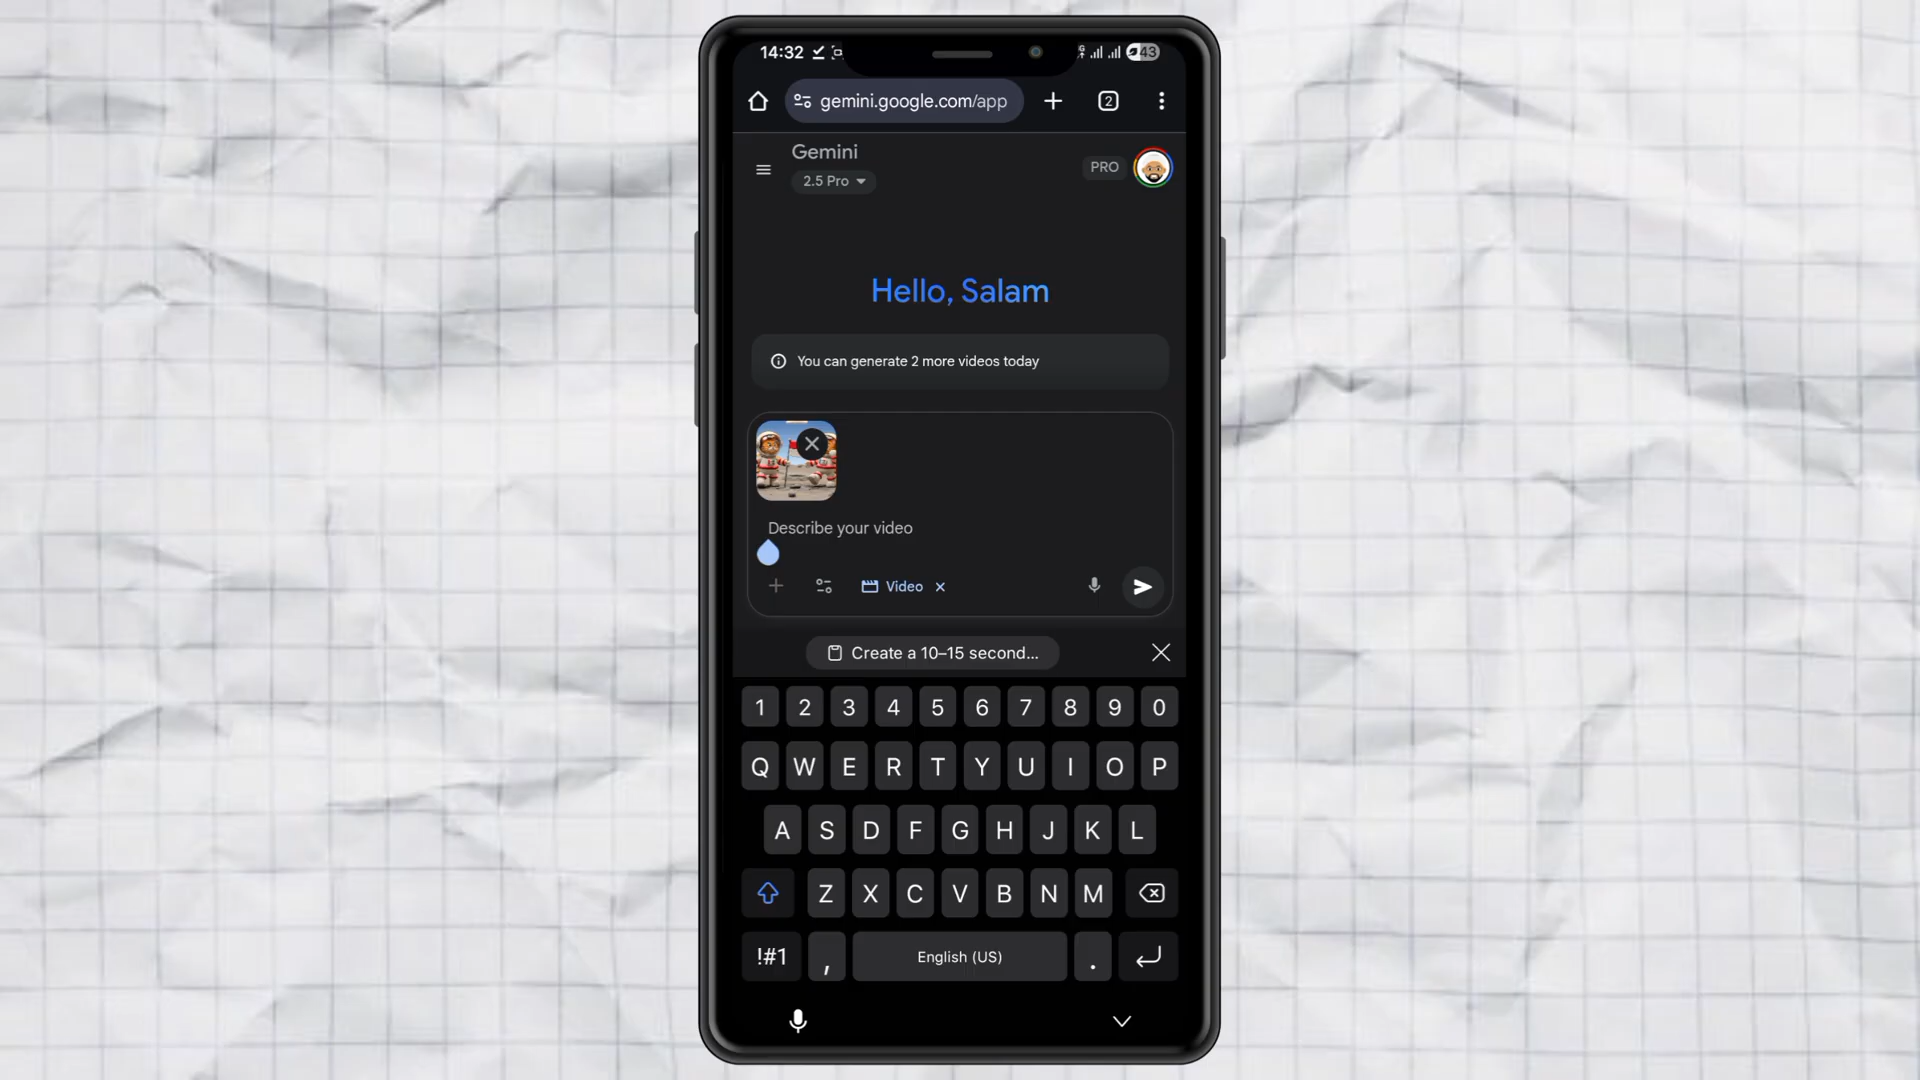 14:32
43
gemini.google.com/app
2
Gemini
2.5 Pro
PRO
Hello, Salam
You can generate 2 more videos today
Describe your video
Video
Create a 10–15 second...
1 2 3 4 5 6 7 8 9 0
Q W E R T Y U I O P
A S D F G H J K L
Z X C V B N M
!#1 , English (US) .